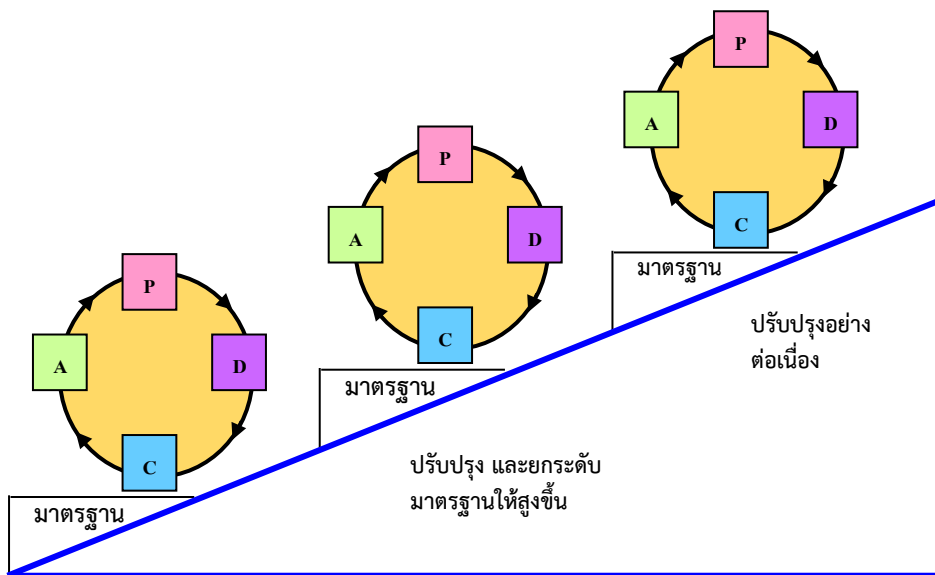 P
A
D
C
มาตรฐาน
P
A
D
C
มาตรฐาน
P
A
D
C
มาตรฐาน
ปรับปรุงอย่าง
ต่อเนื่อง
ปรับปรุง และยกระดับ
มาตรฐานให้สูงขึ้น